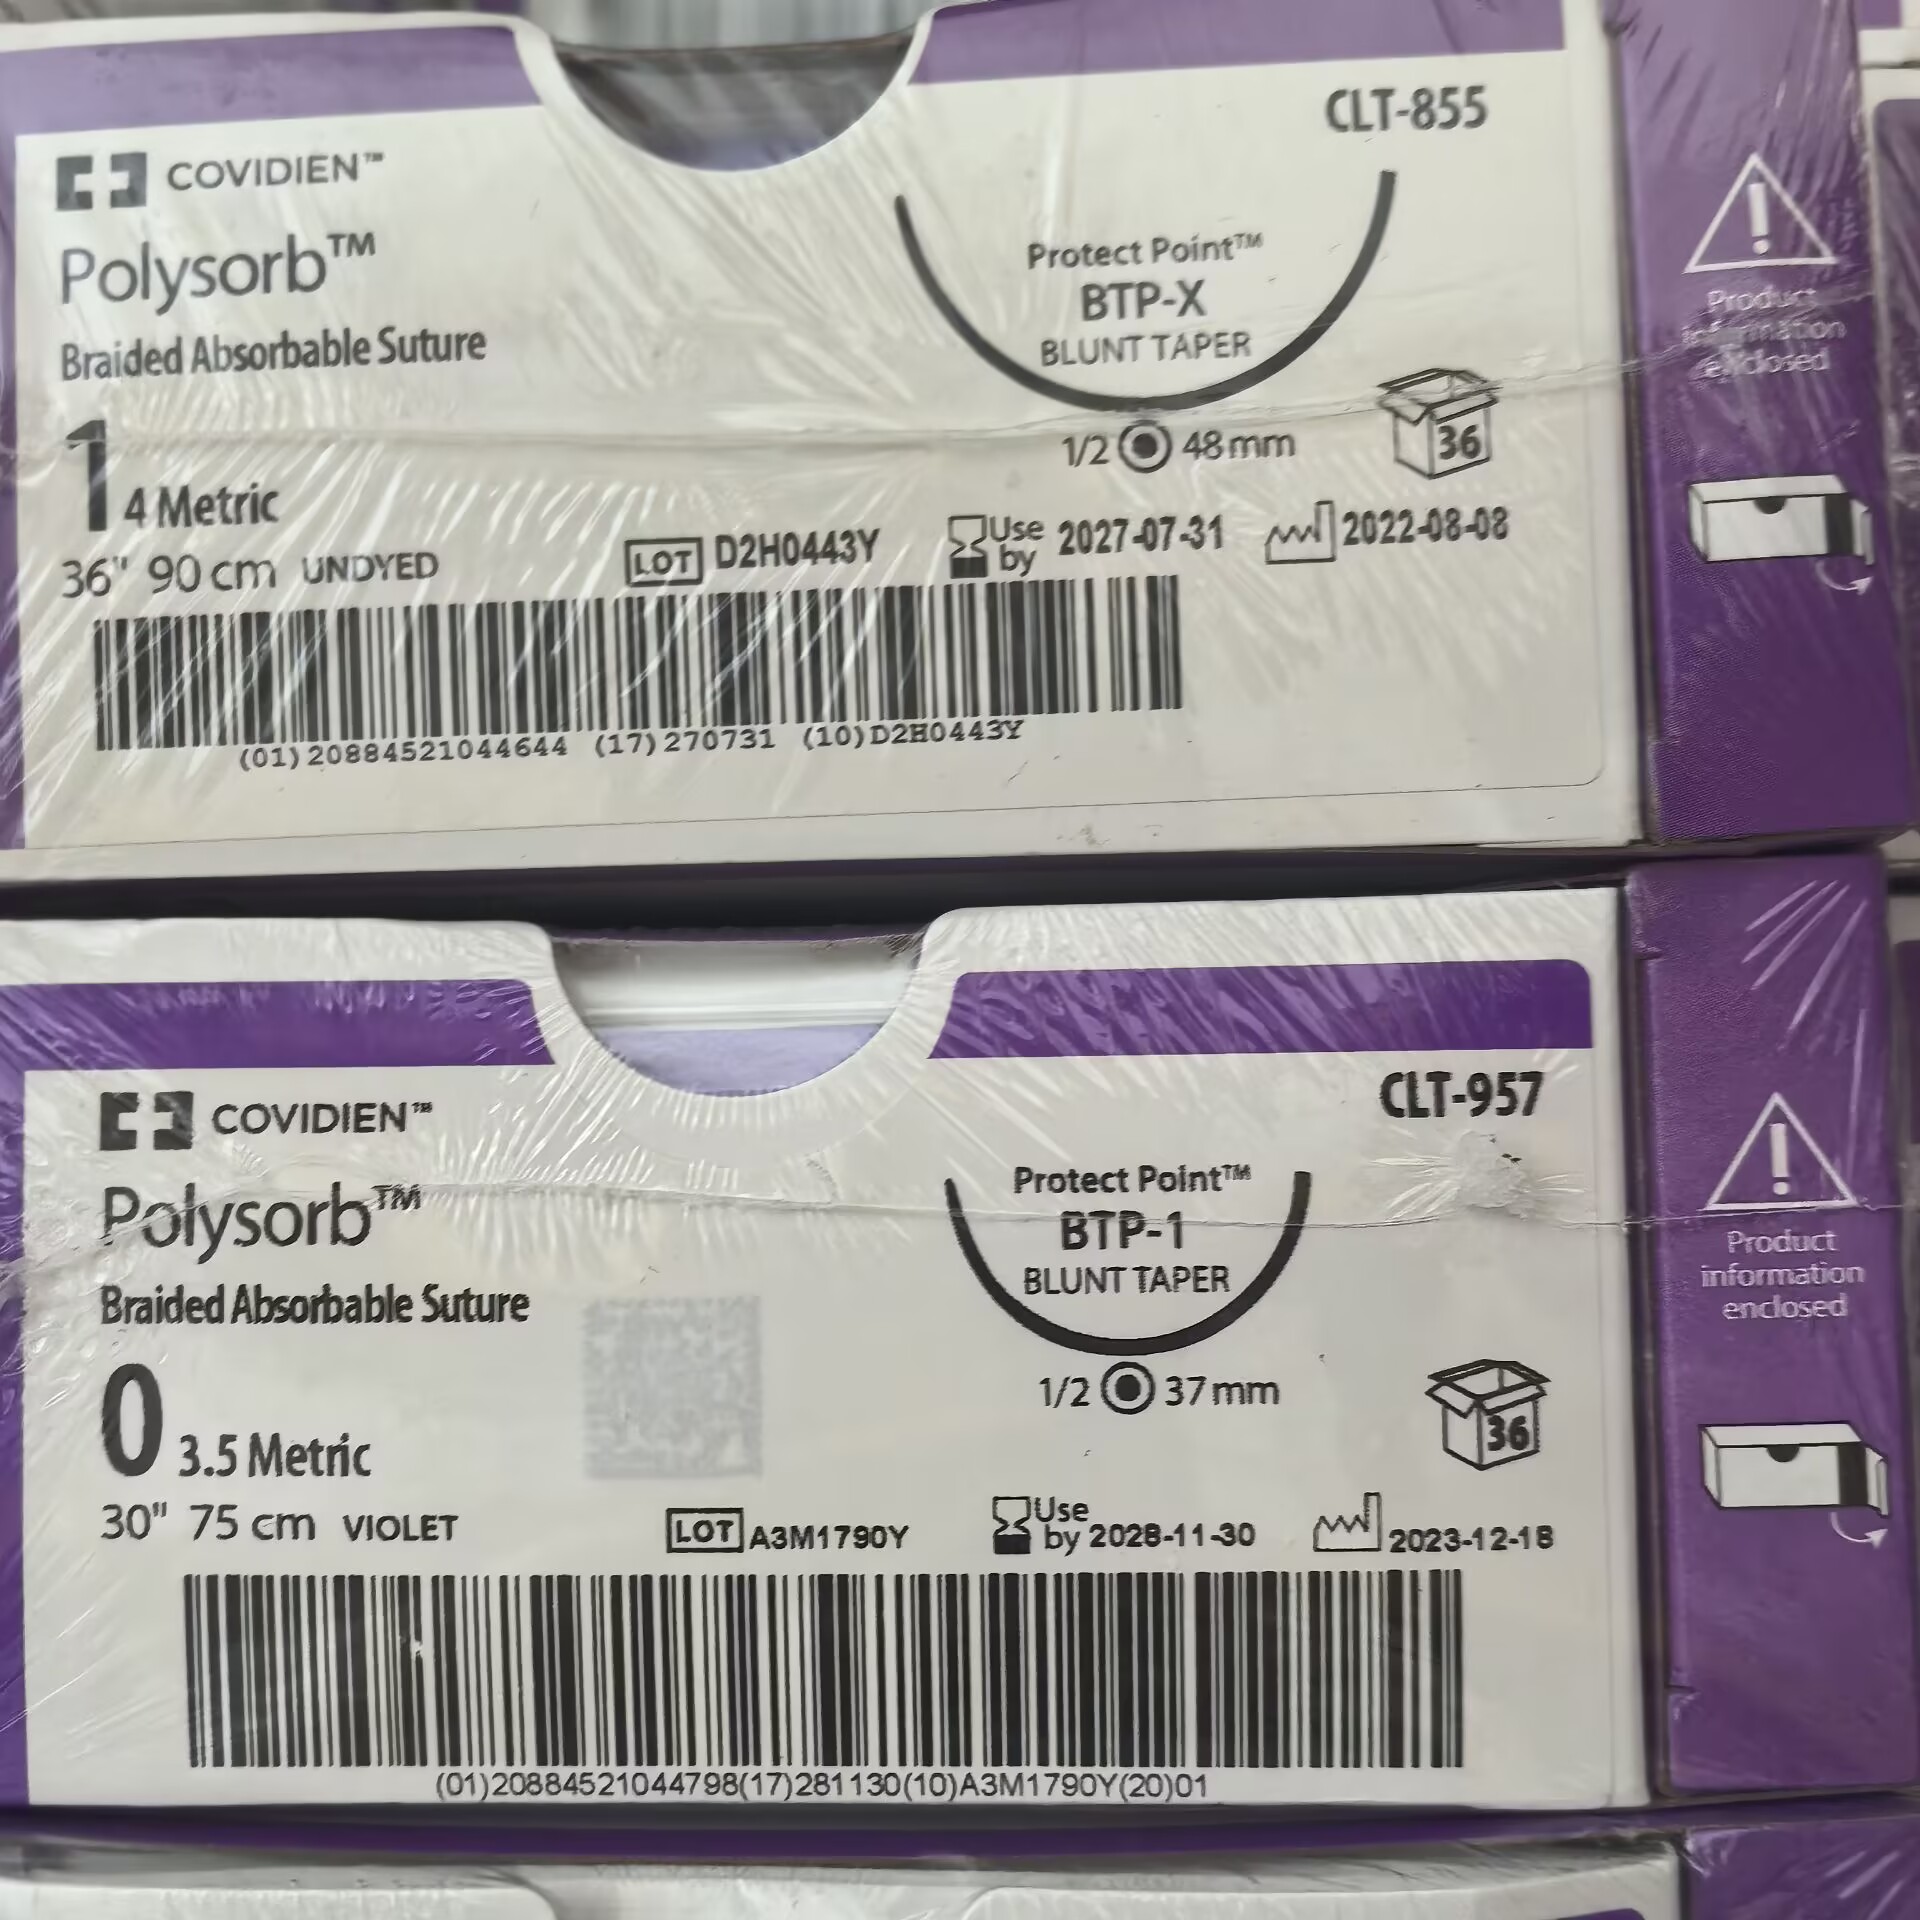 CLT-855
COVIDIEN™
Polysorb™
Braided Absorbable Suture
Protect Point™
BTP-X
BLUNT TAPER
1/2 48mm
36
1 4 Metric
36" 90 cm UNDYED
LOT D2H0443Y
Use by 2027-07-31
2022-08-08
(01)20884521044644 (17)270731 (10)D2H0443Y
Product
information
enclosed
CLT-957
COVIDIEN™
Polysorb™
Braided Absorbable Suture
Protect Point™
BTP-1
BLUNT TAPER
1/2 37mm
36
0 3.5 Metric
30" 75 cm VIOLET
LOT A3M1790Y
Use by 2028-11-30
2023-12-18
(01)20884521044798(17)281130(10)A3M1790Y(20)01
Product
information
enclosed